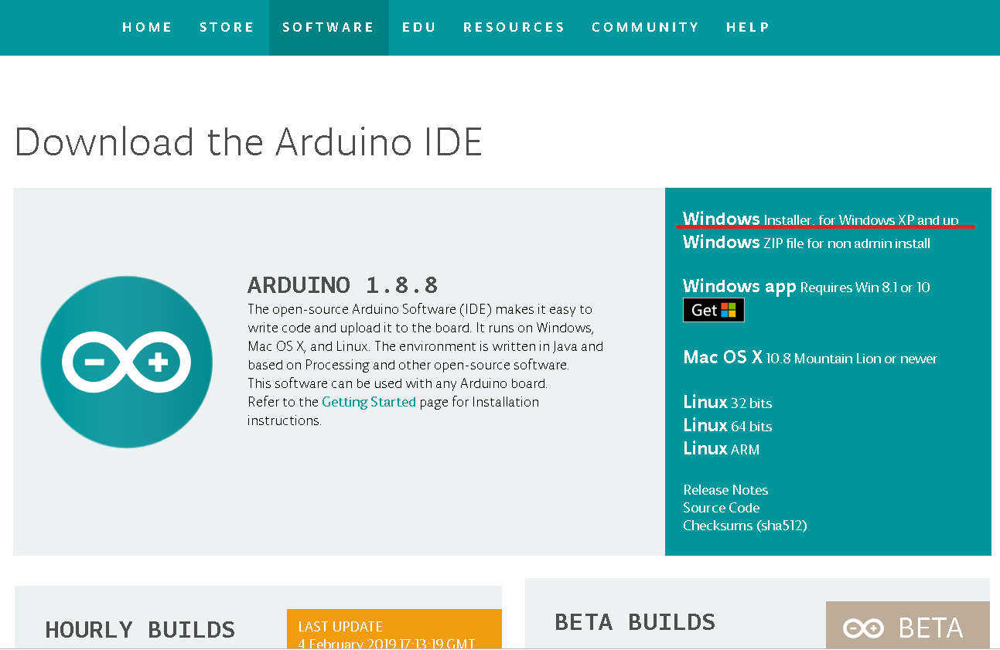 HOME STORE SOFTWARE EDU RESOURCES COMMUNITY HELP
Download the Arduino IDE
ARDUINO 1.8.8
The open-source Arduino Software (IDE) makes it easy to
write code and upload it to the board. It runs on Windows,
Mac OS X, and Linux. The environment is written in Java and
based on Processing and other open-source software.
This software can be used with any Arduino board.
Refer to the Getting Started page for Installation
instructions.
Windows Installer, for Windows XP and up
Windows ZIP file for non admin install
Windows app Requires Win 8.1 or 10
Get
Mac OS X 10.8 Mountain Lion or newer
Linux 32 bits
Linux 64 bits
Linux ARM
Release Notes
Source Code
Checksums (sha512)
HOURLY BUILDS
LAST UPDATE
4 February 2019 17:13:19 GMT
BETA BUILDS
BETA